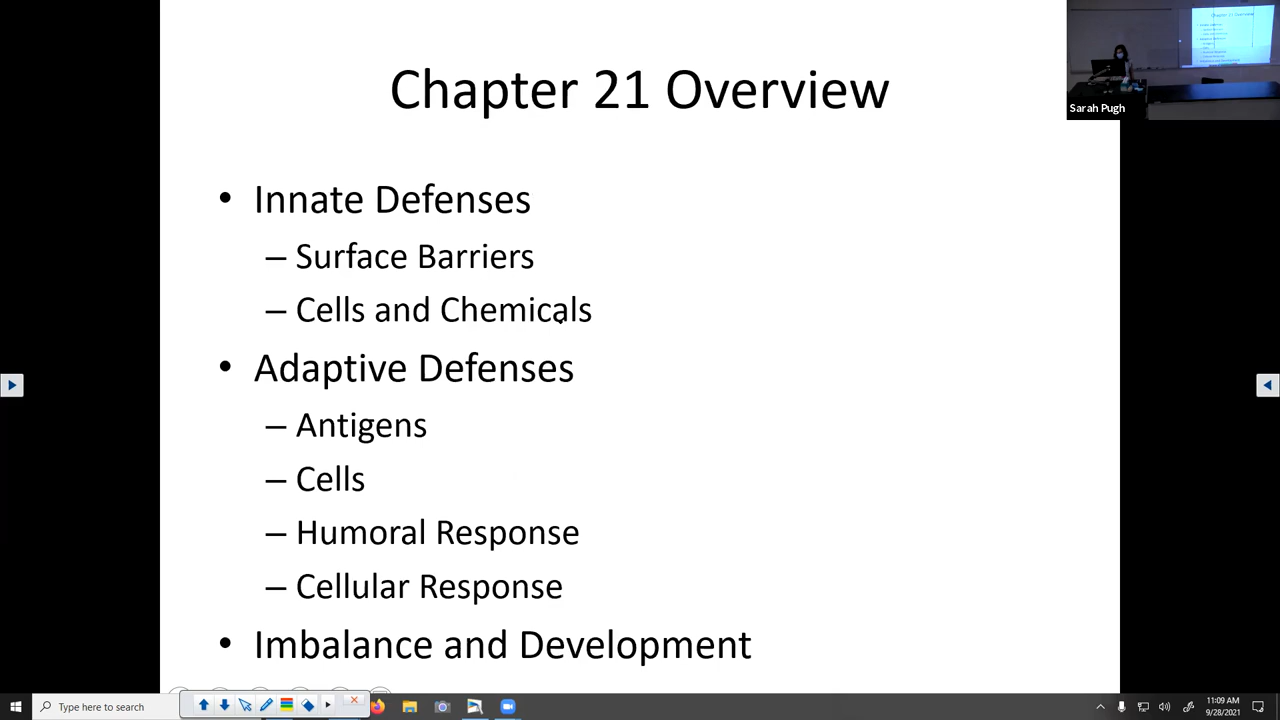 Chapter 21 Overview
Sarah Pugh
• Innate Defenses
– Surface Barriers
– Cells and Chemicals
• Adaptive Defenses
– Antigens
– Cells
– Humoral Response
– Cellular Response
• Imbalance and Development
Type here to search
11:09 AM
9/28/2021